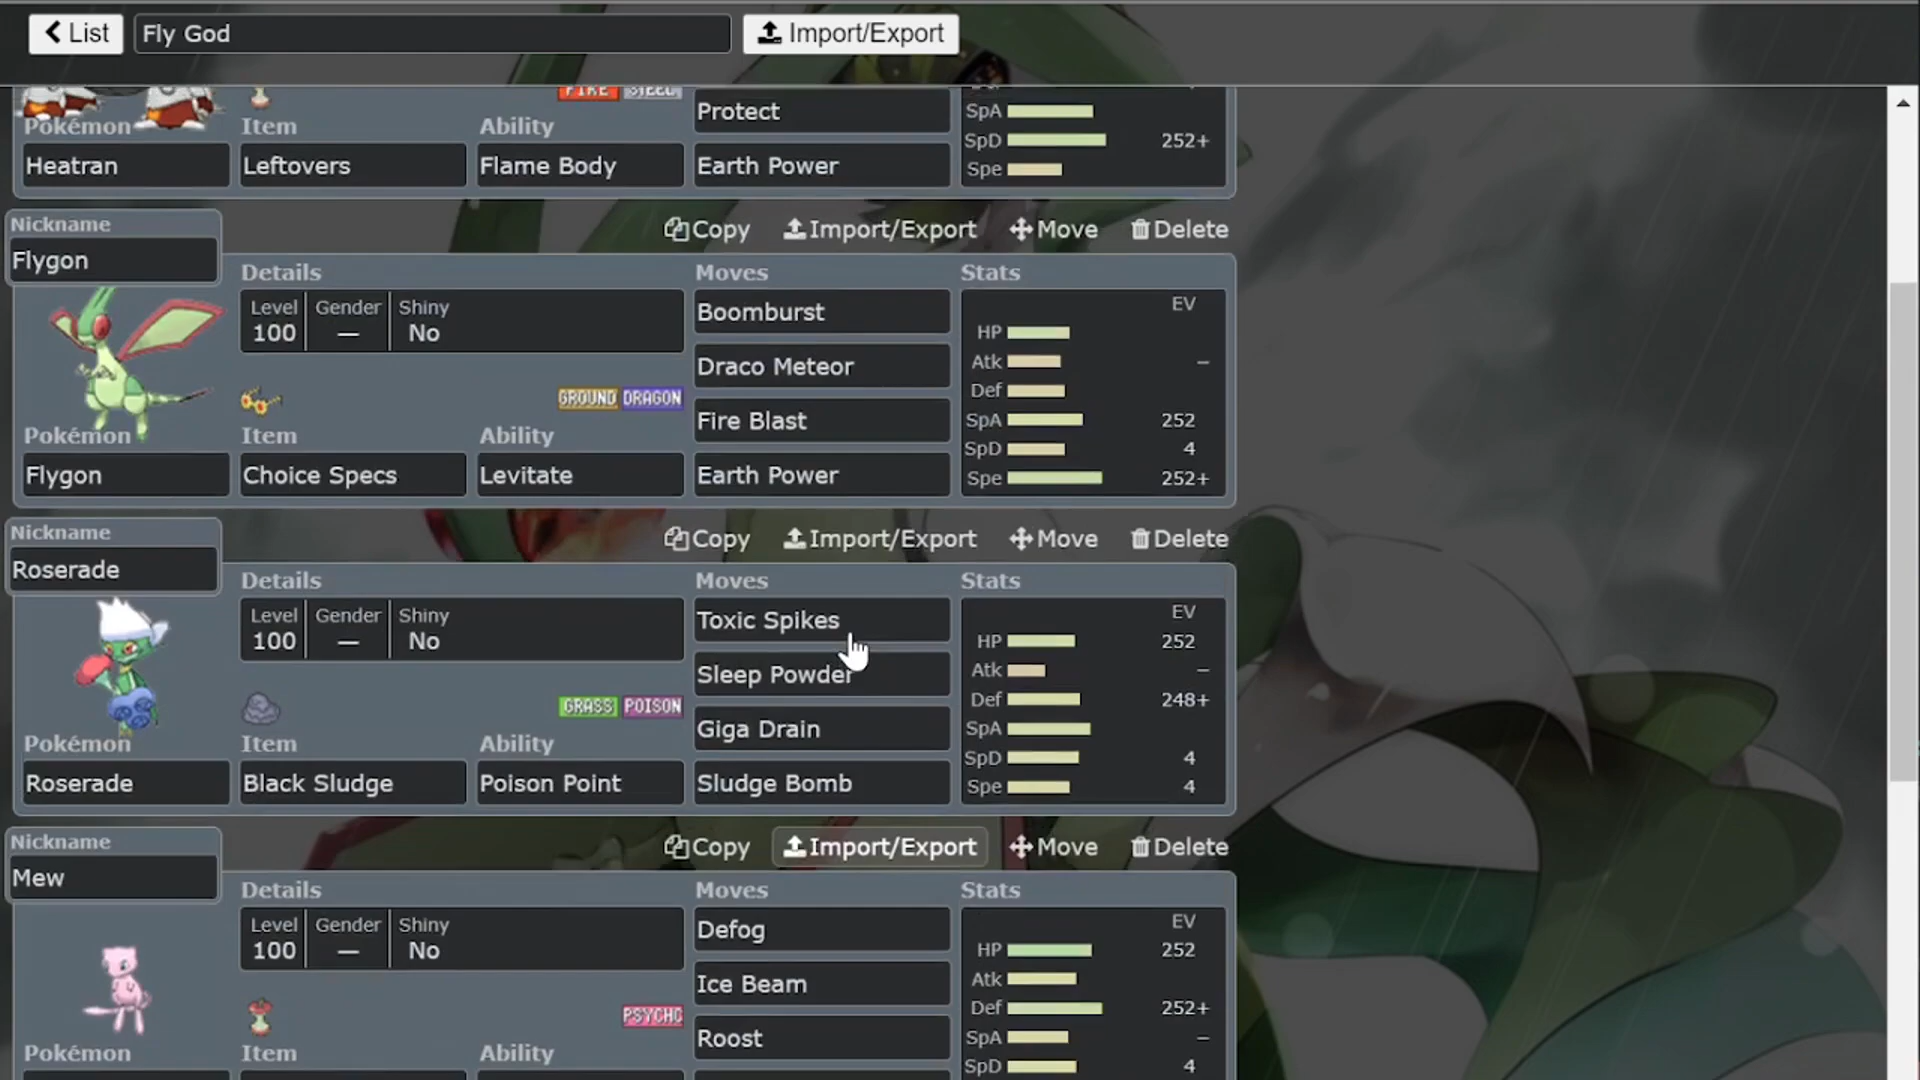 List
Fly God
Import/Export
FIRE STEEL
Protect
SpA
Pokémon Item Ability
SpD 252+
Heatran Leftovers Flame Body Earth Power
Spe
Nickname
Copy Import/Export Move Delete
Flygon
Details Moves Stats
Level Gender Shiny
100 — No
Boomburst
EV
HP
Draco Meteor
Atk –
Def
GROUND DRAGON
Fire Blast
SpA 252
Pokémon Item Ability
SpD 4
Flygon Choice Specs Levitate Earth Power
Spe 252+
Nickname
Copy Import/Export Move Delete
Roserade
Details Moves Stats
Level Gender Shiny
100 — No
Toxic Spikes
EV
HP 252
Sleep Powder
Atk –
Def 248+
GRASS POISON
Giga Drain
SpA
Pokémon Item Ability
SpD 4
Roserade Black Sludge Poison Point Sludge Bomb
Spe 4
Nickname
Copy Import/Export Move Delete
Mew
Details Moves Stats
Level Gender Shiny
100 — No
Defog
EV
HP 252
Ice Beam
Atk
Def 252+
PSYCHC
Roost
SpA –
Pokémon Item Ability
SpD 4